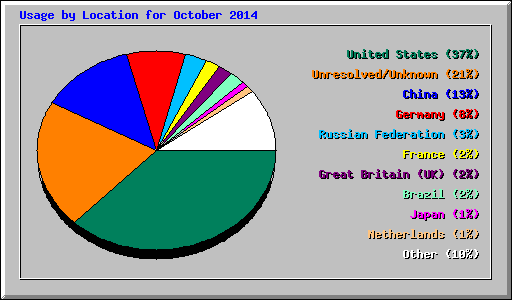 Usage by Location for October 2014
United States (37%)
Unresolved/Unknown (21%)
China (13%)
Germany (8%)
Russian Federation (3%)
France (2%)
Great Britain (UK) (2%)
Brazil (2%)
Japan (1%)
Netherlands (1%)
Other (10%)